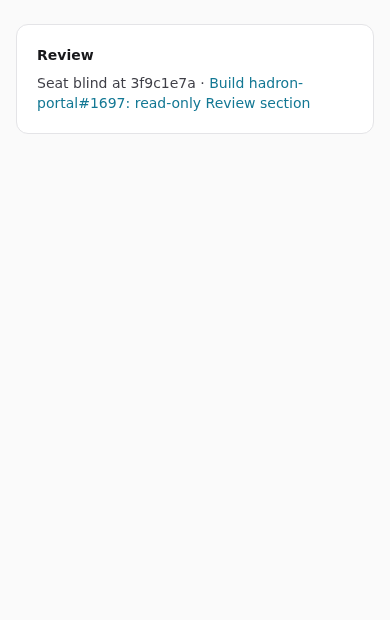 Review
Seat blind at 3f9c1e7a · Build hadron-
portal#1697: read-only Review section